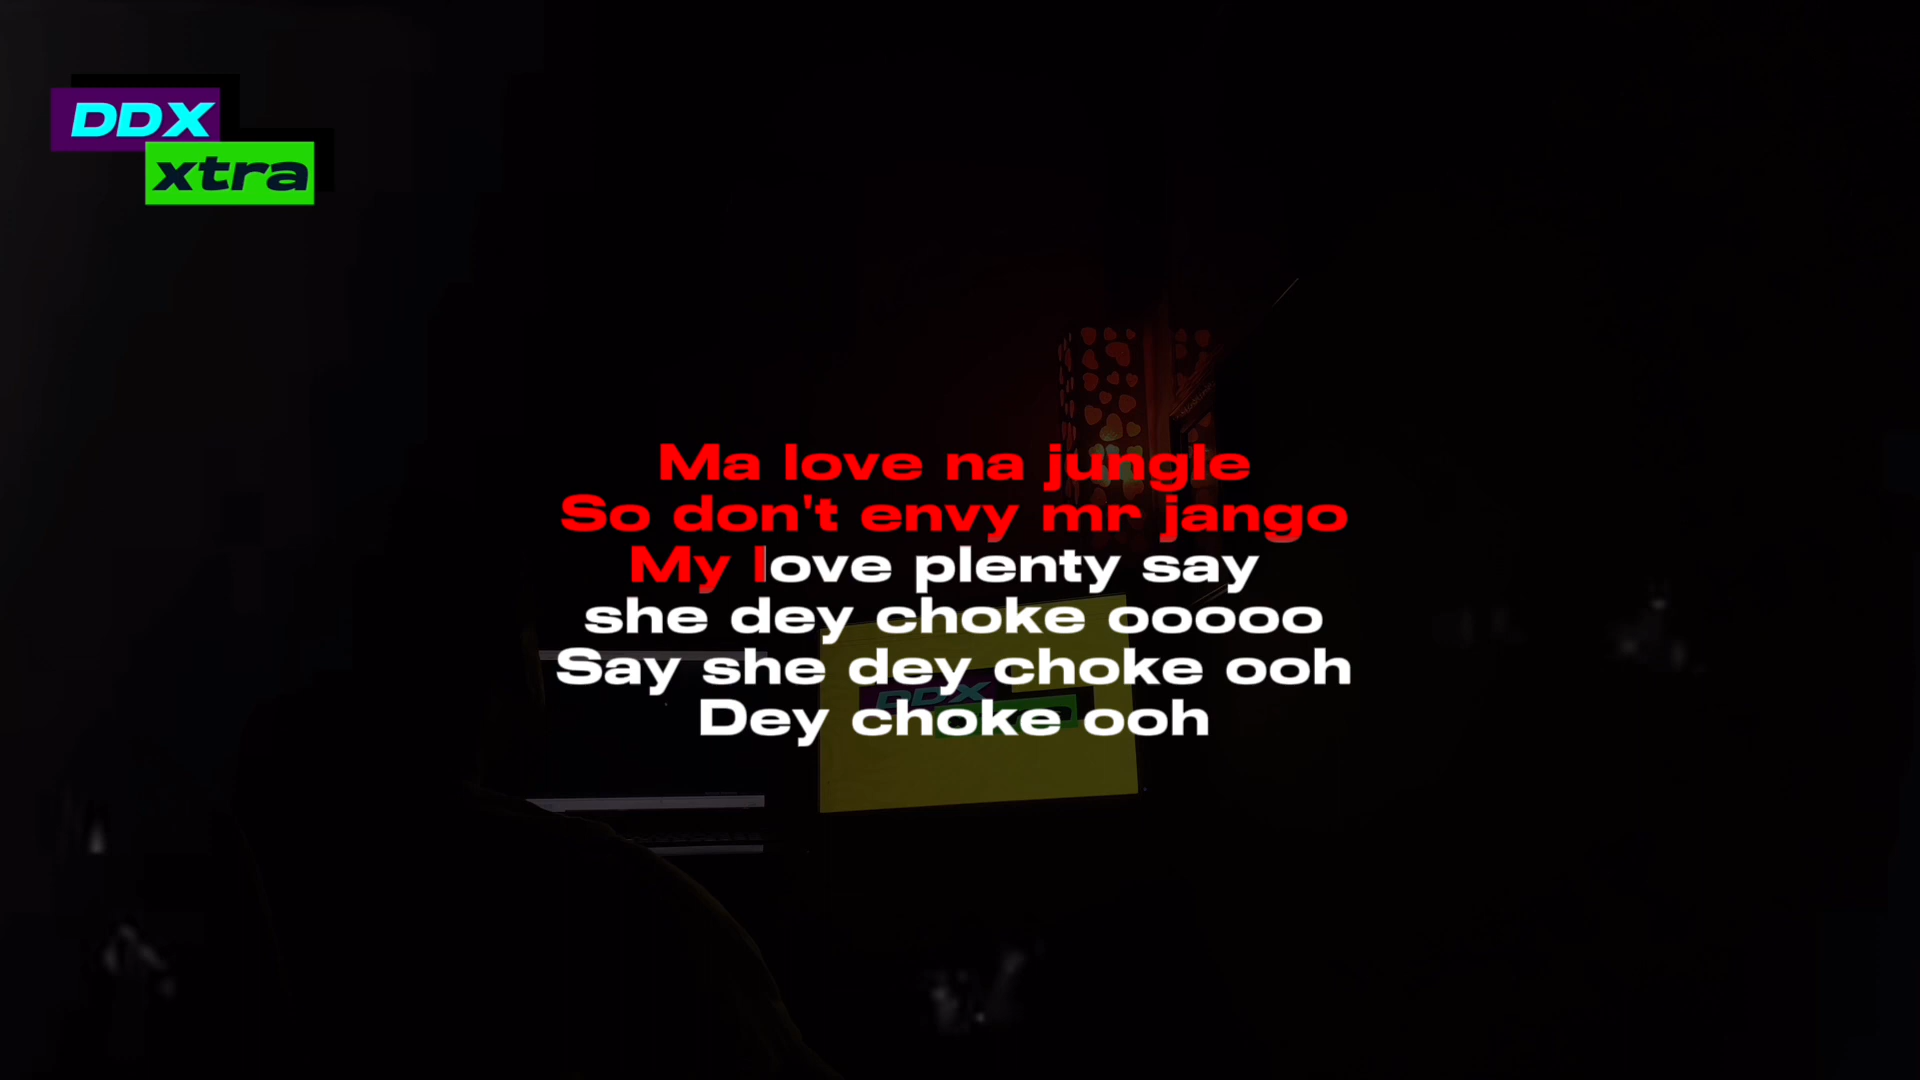 DDX
xtra
Ma love na jungle
So don't envy mr jango
My love plenty say
she dey choke ooooo
Say she dey choke ooh
Dey choke ooh
DDX